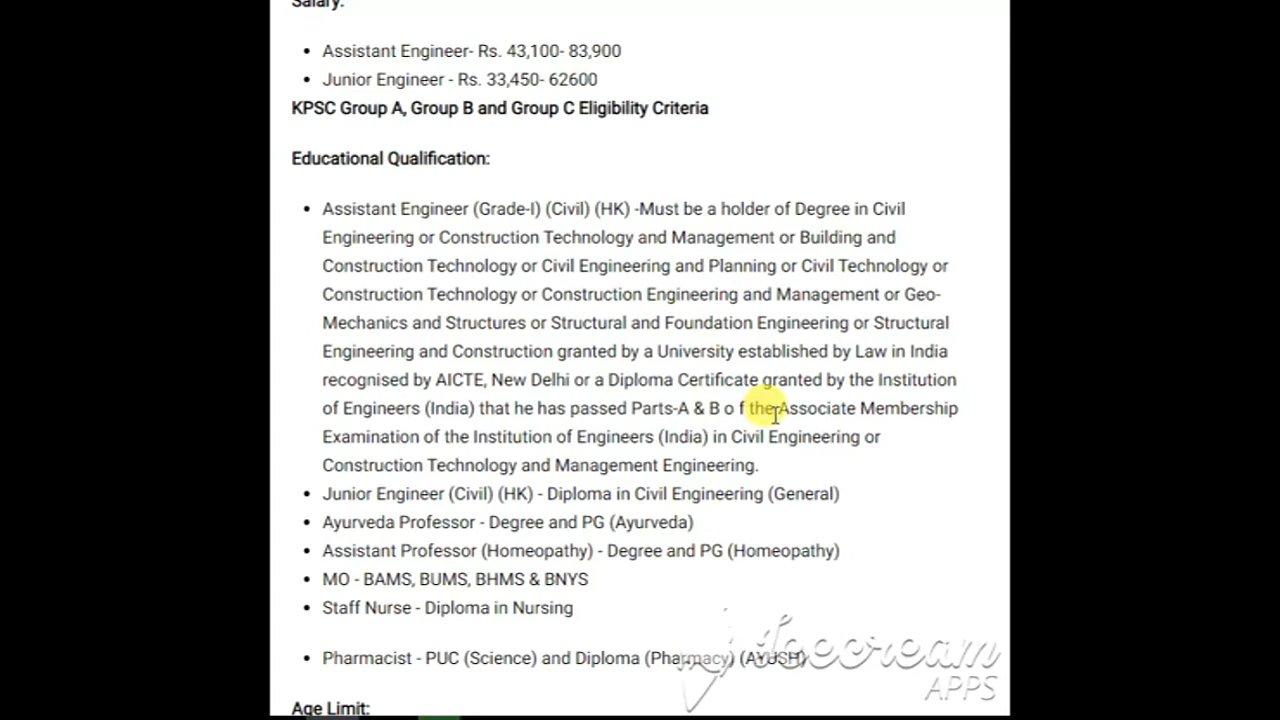 Salary:
Assistant Engineer- Rs. 43,100- 83,900
Junior Engineer - Rs. 33,450- 62600
KPSC Group A, Group B and Group C Eligibility Criteria
Educational Qualification:
Assistant Engineer (Grade-I) (Civil) (HK) -Must be a holder of Degree in Civil
Engineering or Construction Technology and Management or Building and
Construction Technology or Civil Engineering and Planning or Civil Technology or
Construction Technology or Construction Engineering and Management or Geo-
Mechanics and Structures or Structural and Foundation Engineering or Structural
Engineering and Construction granted by a University established by Law in India
recognised by AICTE, New Delhi or a Diploma Certificate granted by the Institution
of Engineers (India) that he has passed Parts-A & B o f the Associate Membership
Examination of the Institution of Engineers (India) in Civil Engineering or
Construction Technology and Management Engineering.
Junior Engineer (Civil) (HK) - Diploma in Civil Engineering (General)
Ayurveda Professor - Degree and PG (Ayurveda)
Assistant Professor (Homeopathy) - Degree and PG (Homeopathy)
MO - BAMS, BUMS, BHMS & BNYS
Staff Nurse - Diploma in Nursing
Pharmacist - PUC (Science) and Diploma (Pharmacy) (AYUSH)
Icecream
APPS
Age Limit: